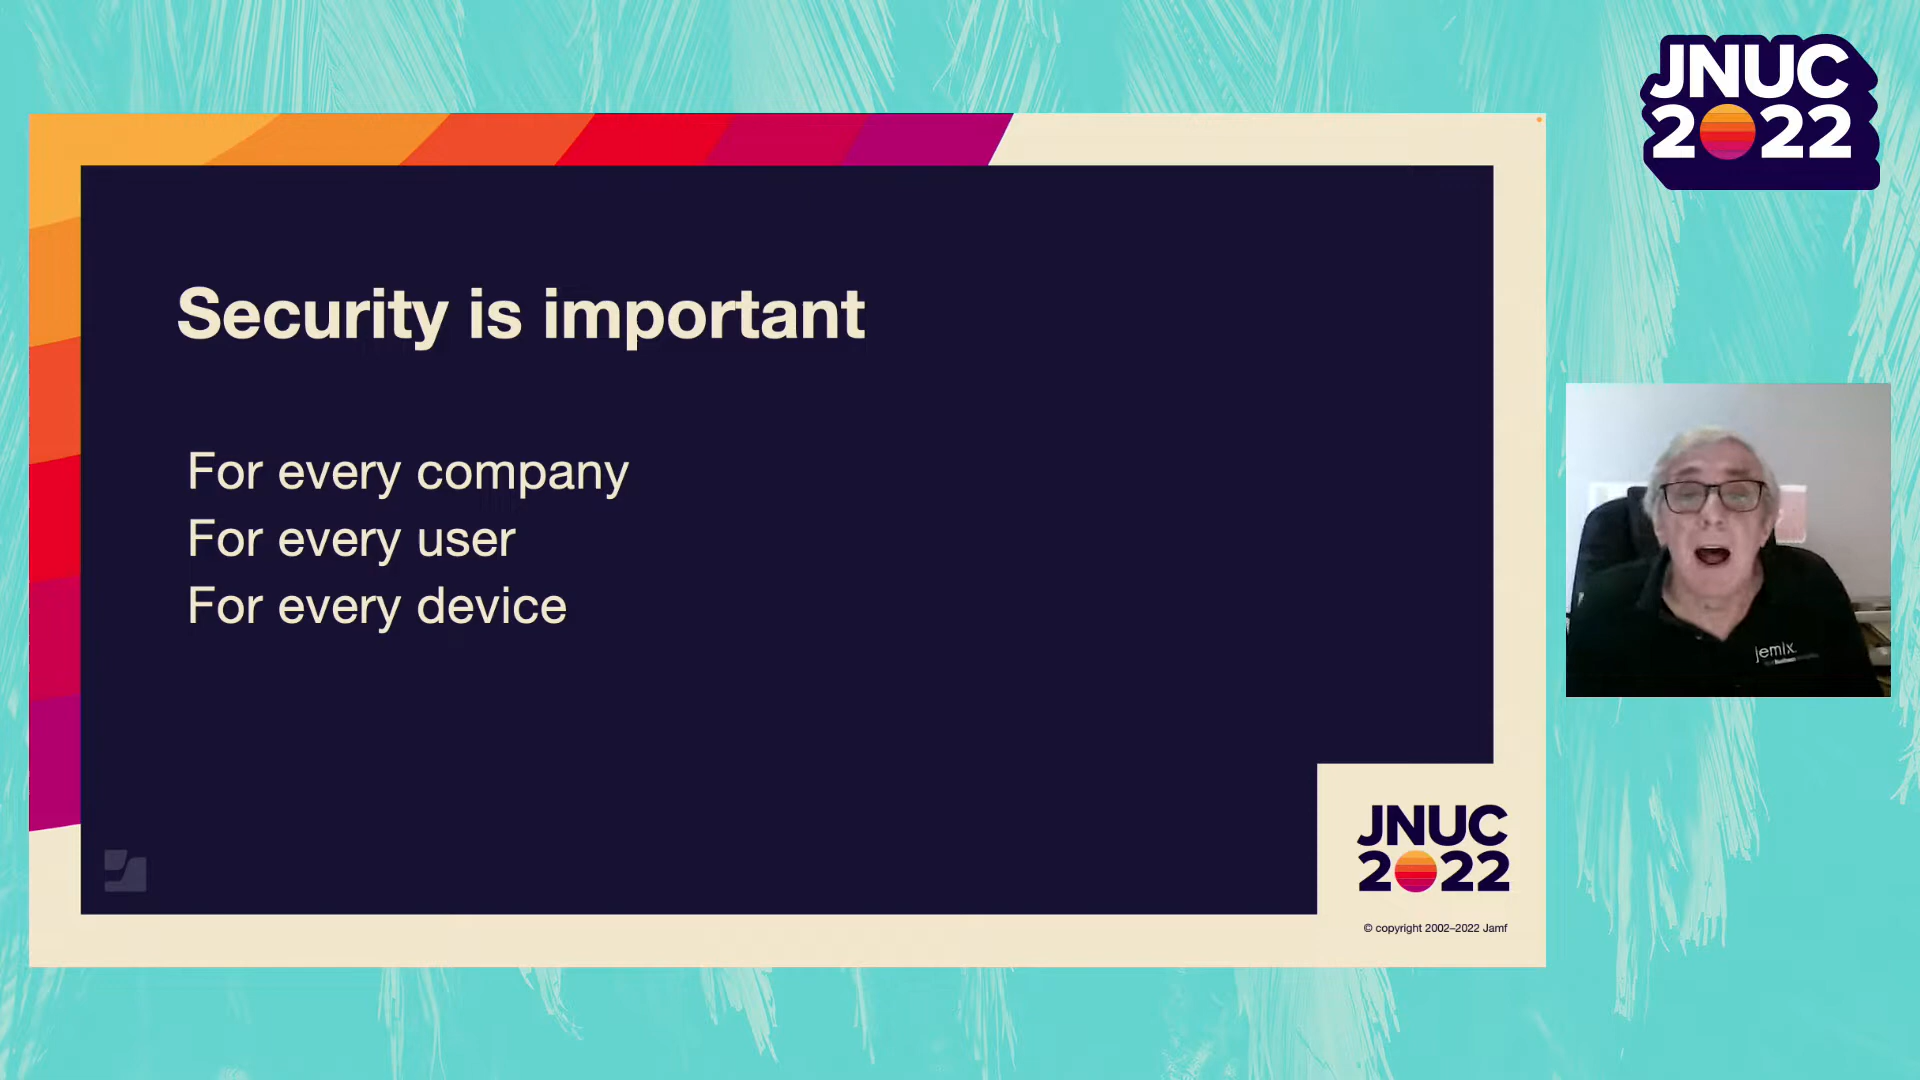 JNUC
2022
Security is important
For every company
For every user
For every device
jemix
JNUC
2022
© copyright 2002–2022 Jamf